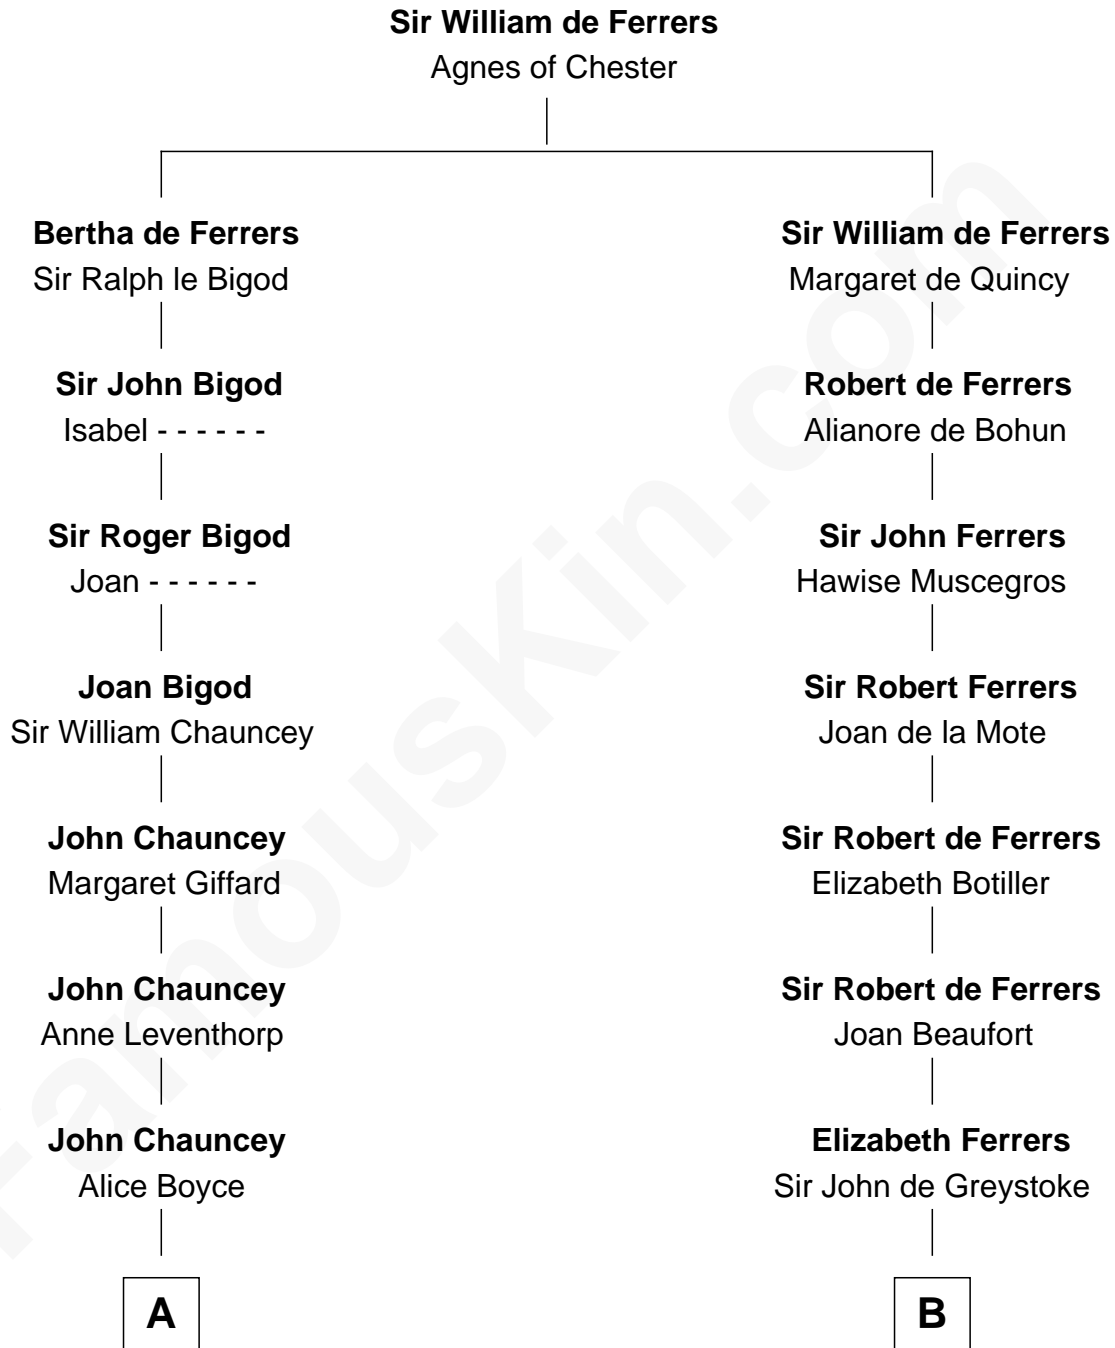 Sir William de Ferrers
Agnes of Chester
Bertha de Ferrers
Sir Ralph le Bigod
Sir William de Ferrers
Margaret de Quincy
Sir John Bigod
Isabel - - - - - -
Robert de Ferrers
Alianore de Bohun
Sir Roger Bigod
Joan - - - - - -
Sir John Ferrers
Hawise Muscegros
Joan Bigod
Sir William Chauncey
Sir Robert Ferrers
Joan de la Mote
John Chauncey
Margaret Giffard
Sir Robert de Ferrers
Elizabeth Botiller
John Chauncey
Anne Leventhorp
Sir Robert de Ferrers
Joan Beaufort
John Chauncey
Alice Boyce
Elizabeth Ferrers
Sir John de Greystoke
A
B
FamousKin.com